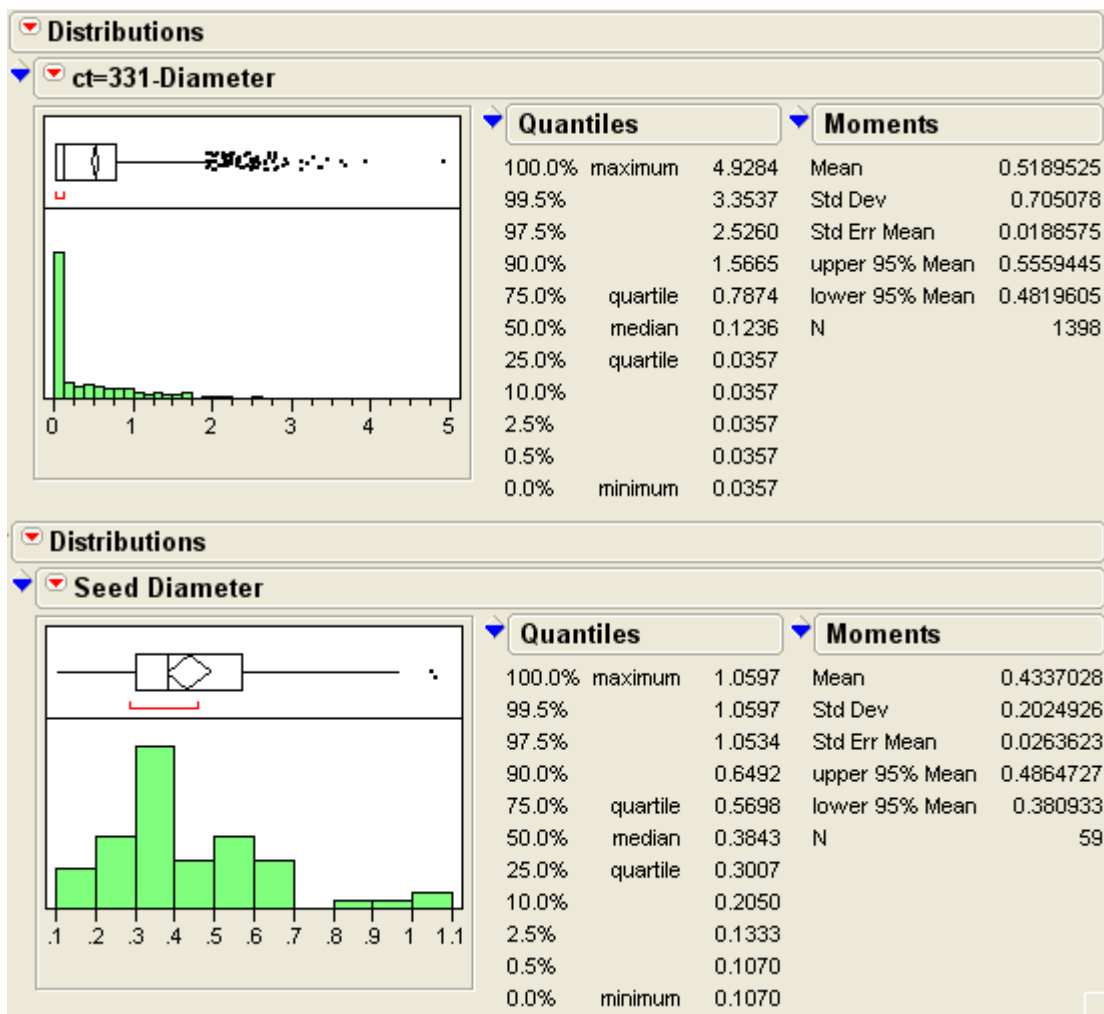 Distributions
ct=331-Diameter
Quantiles
100.0% maximum 4.9284
99.5% 3.3537
97.5% 2.5260
90.0% 1.5665
75.0% quartile 0.7874
50.0% median 0.1236
25.0% quartile 0.0357
10.0% 0.0357
2.5% 0.0357
0.5% 0.0357
0.0% minimum 0.0357
Moments
Mean 0.5189525
Std Dev 0.705078
Std Err Mean 0.0188575
upper 95% Mean 0.5559445
lower 95% Mean 0.4819605
N 1398
0 1 2 3 4 5
Distributions
Seed Diameter
Quantiles
100.0% maximum 1.0597
99.5% 1.0597
97.5% 1.0534
90.0% 0.6492
75.0% quartile 0.5698
50.0% median 0.3843
25.0% quartile 0.3007
10.0% 0.2050
2.5% 0.1333
0.5% 0.1070
0.0% minimum 0.1070
Moments
Mean 0.4337028
Std Dev 0.2024926
Std Err Mean 0.0263623
upper 95% Mean 0.4864727
lower 95% Mean 0.380933
N 59
.1 .2 .3 .4 .5 .6 .7 .8 .9 1 1.1